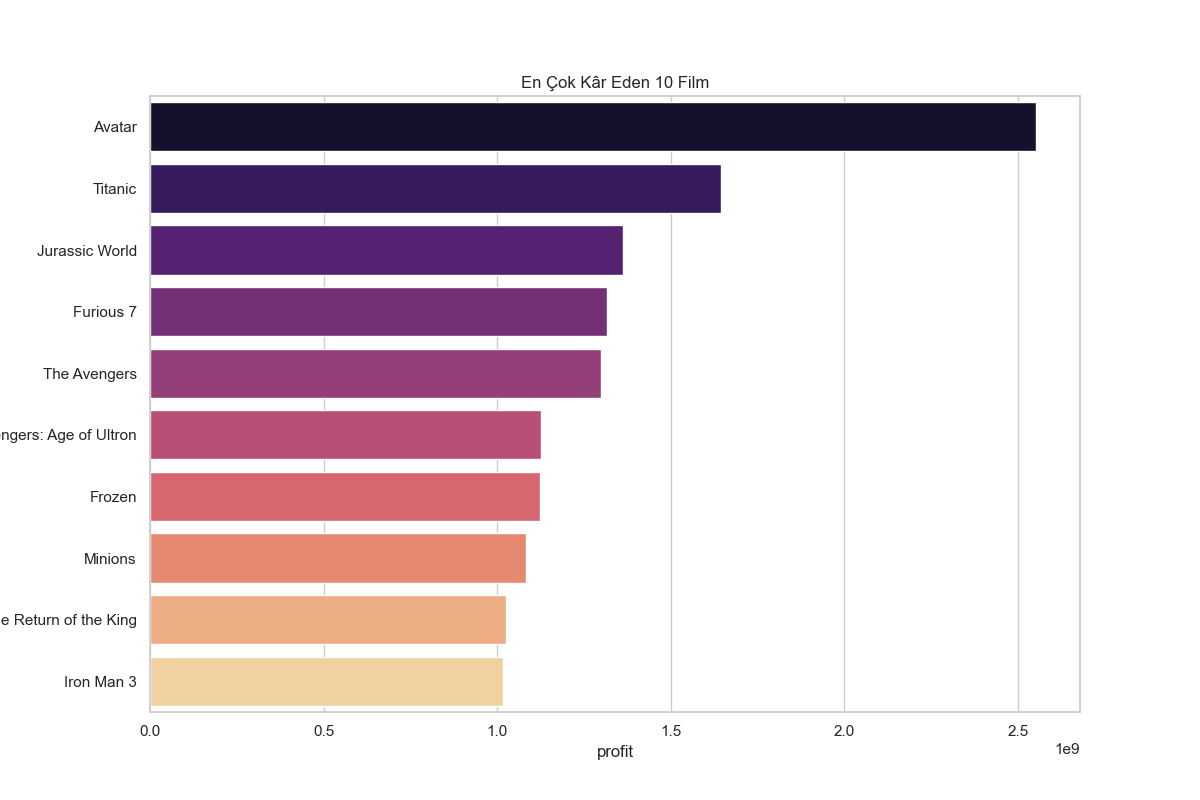 En Çok Kâr Eden 10 Film
Avatar
Titanic
Jurassic World
Furious 7
The Avengers
ngers: Age of Ultron
Frozen
Minions
e Return of the King
Iron Man 3
0.0 0.5 1.0 1.5 2.0 2.5
1e9
profit